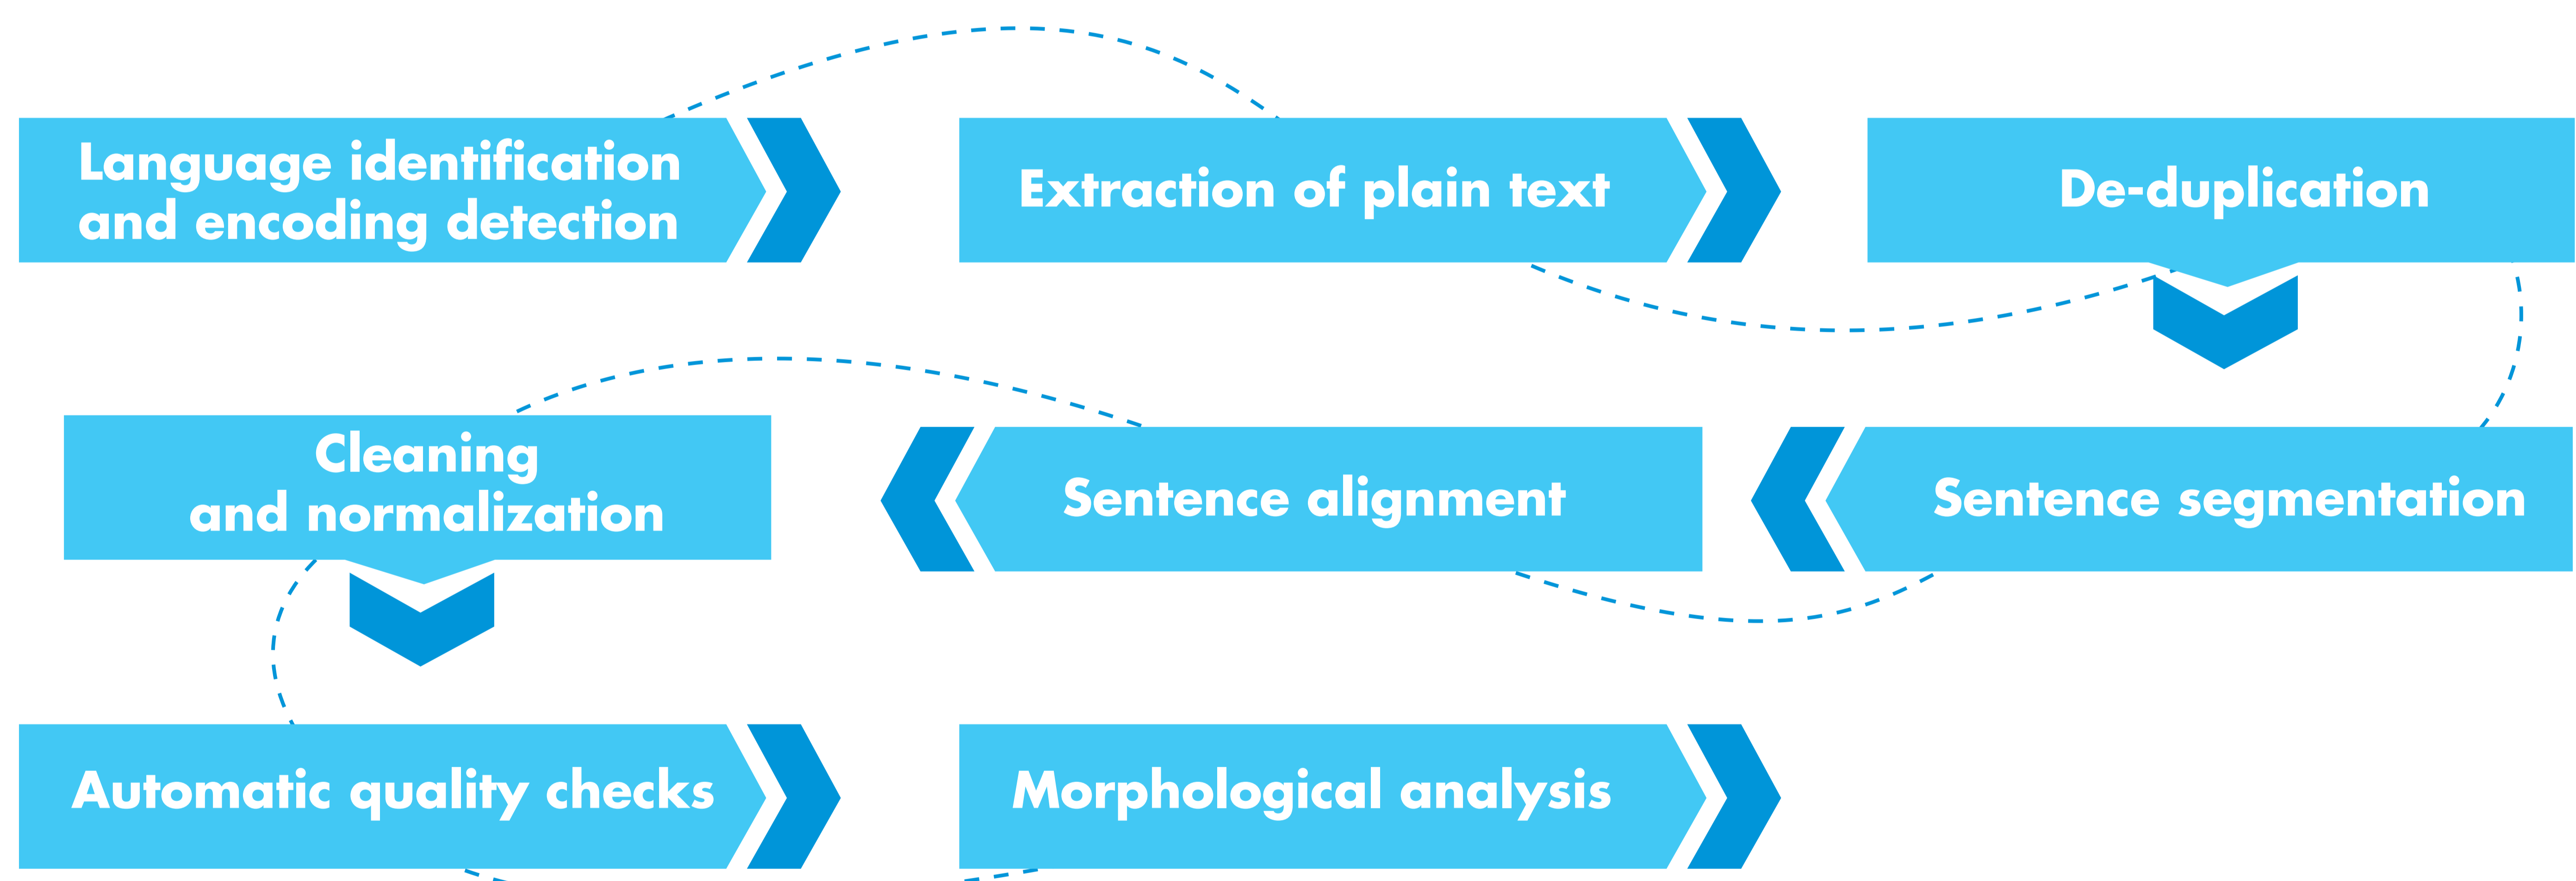 Language identification
and encoding detection
Extraction of plain text
De-duplication
Cleaning
and normalization
Sentence alignment
Sentence segmentation
Automatic quality checks
Morphological analysis